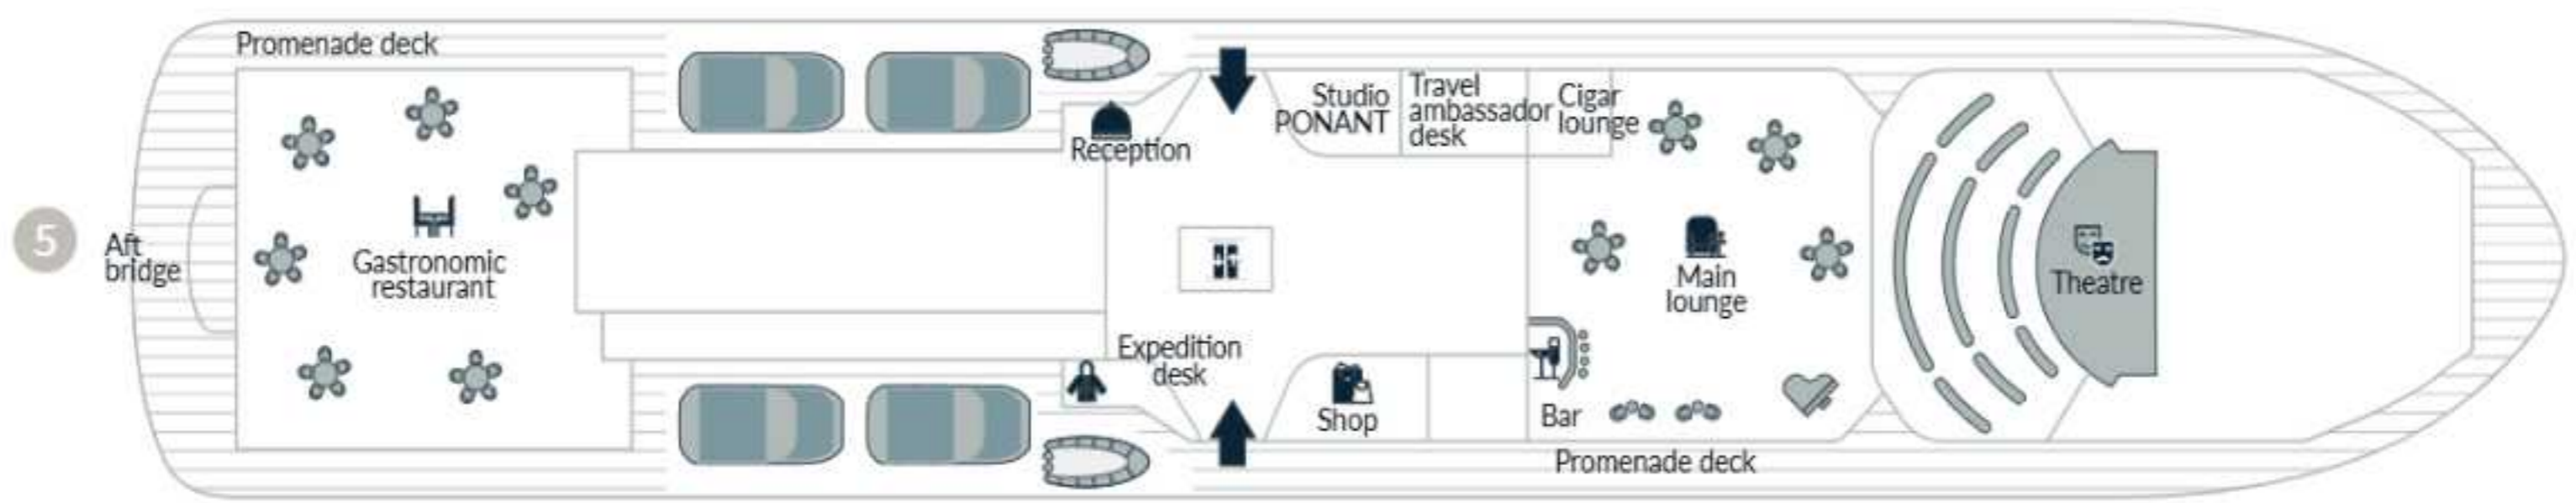 Promenade deck
5
Aft
bridge
Gastronomic
restaurant
Reception
Expedition
desk
Studio
PONANT
Travel
ambassador
desk
Cigar
lounge
Shop
Bar
Main
lounge
Theatre
Promenade deck